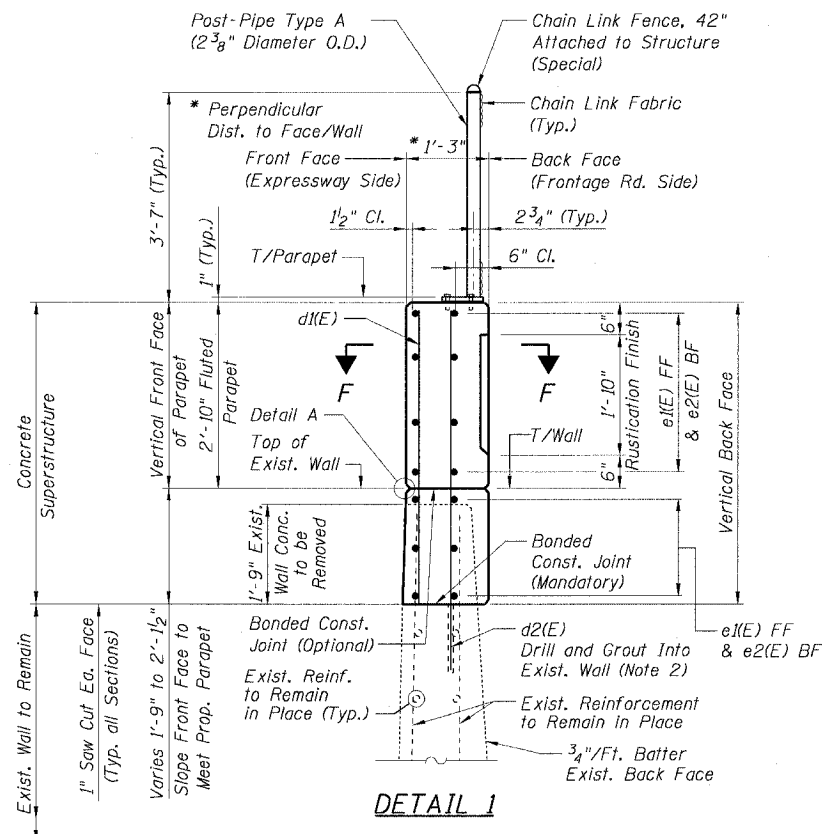 Post-Pipe Type A
(2 3/8" Diameter O.D.)
Chain Link Fence, 42"
Attached to Structure
(Special)
* Perpendicular
Dist. to Face/Wall
Chain Link Fabric
(Typ.)
* 1'-3"
Front Face
(Expressway Side)
Back Face
(Frontage Rd. Side)
3'-7" (Typ.)
1 1/2" Cl.
2 3/4" (Typ.)
1" (Typ.)
T/Parapet
6" Cl.
d1(E)
F
F
6"
1'-10"
Rustication Finish
6"
e1(E) FF
& e2(E) BF
Concrete
Superstructure
Vertical Front Face
of Parapet
2'-10" Fluted
Parapet
Detail A
Top of
Exist. Wall
T/Wall
Vertical Back Face
1'-9" Exist.
Wall Conc.
to be
Removed
Bonded
Const. Joint
(Mandatory)
Bonded Const.
Joint (Optional)
d2(E)
Drill and Grout Into
Exist. Wall (Note 2)
e1(E) FF
& e2(E) BF
Exist. Reinf.
to Remain
in Place (Typ.)
Exist. Reinforcement
to Remain in Place
3/4"/Ft. Batter
Exist. Back Face
Exist. Wall to Remain
1" Saw Cut Ea. Face
(Typ. all Sections)
Varies 1'-9" to 2'-1 1/2"
Slope Front Face to
Meet Prop. Parapet
DETAIL 1